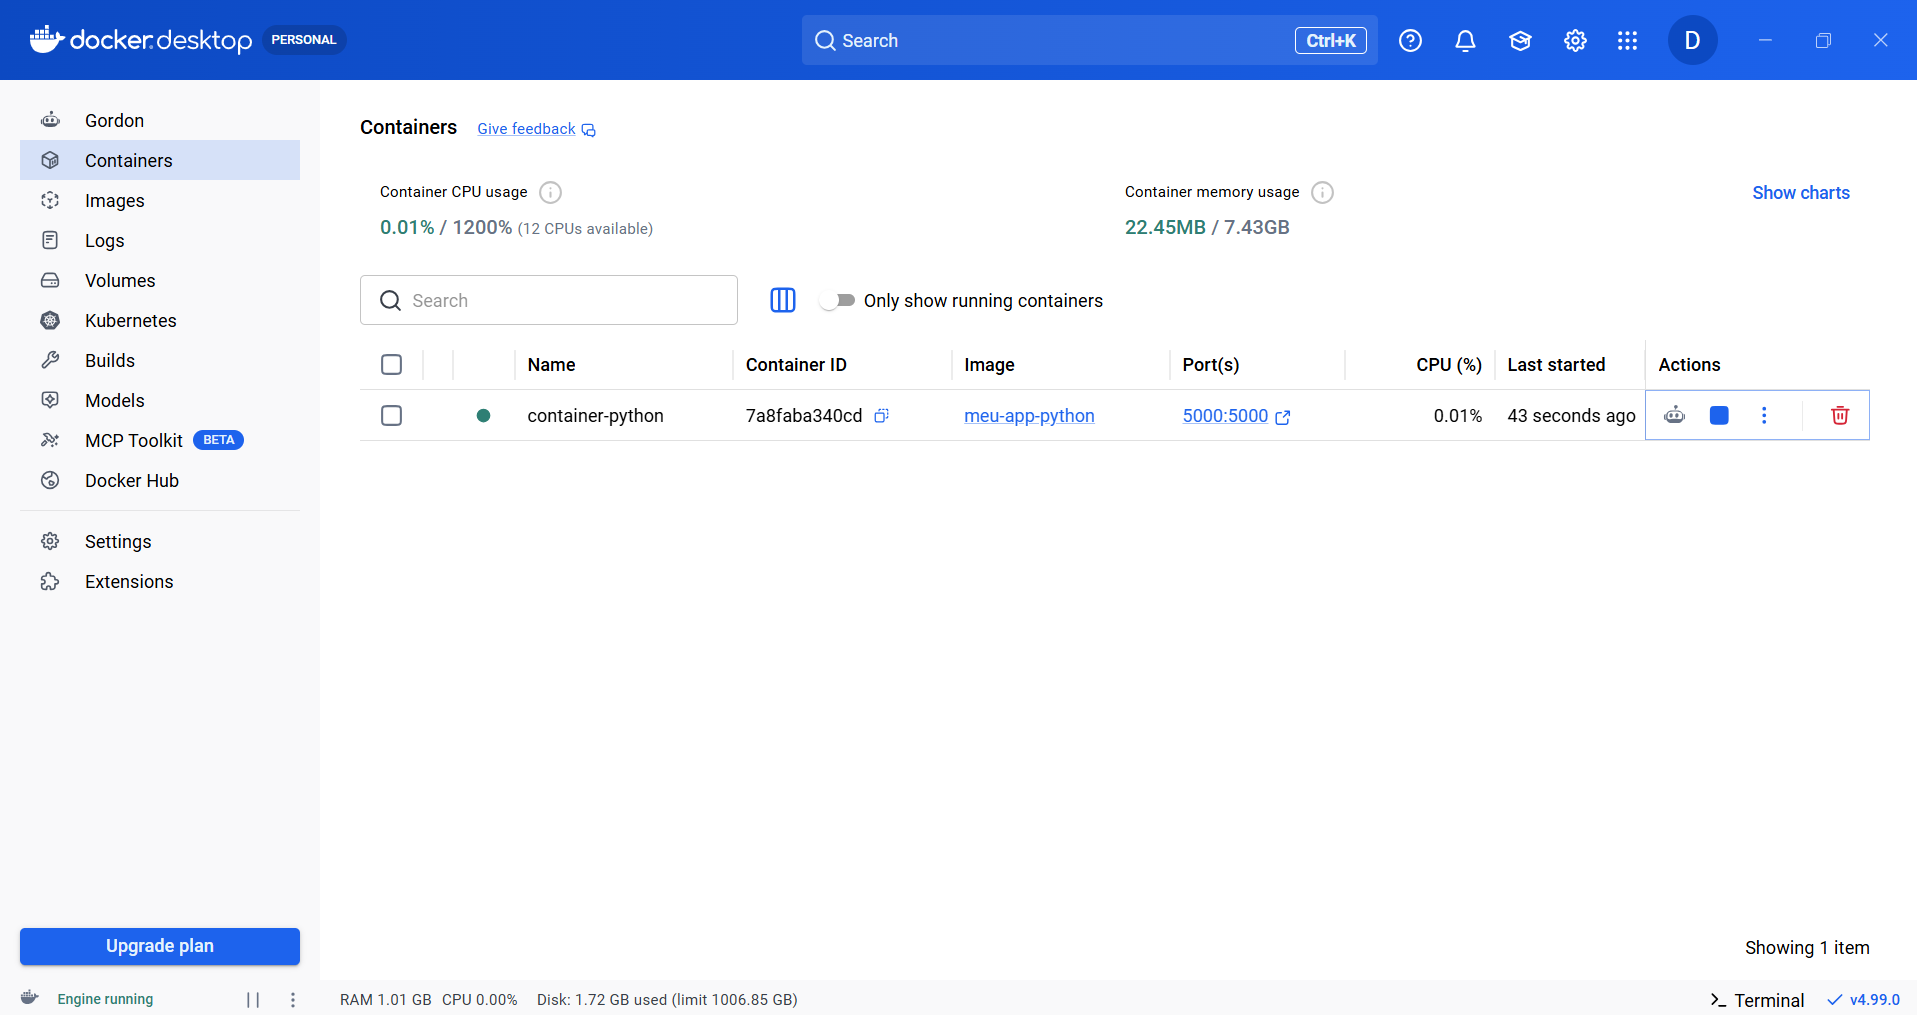 docker.desktop PERSONAL
Search Ctrl+K
D
Gordon
Containers
Images
Logs
Volumes
Kubernetes
Builds
Models
MCP Toolkit BETA
Docker Hub
Settings
Extensions
Upgrade plan
Containers Give feedback
Container CPU usage
0.01% / 1200% (12 CPUs available)
Container memory usage
22.45MB / 7.43GB
Show charts
Search
Only show running containers
Name Container ID Image Port(s) CPU (%) Last started Actions
container-python 7a8faba340cd meu-app-python 5000:5000 0.01% 43 seconds ago
Showing 1 item
Engine running
RAM 1.01 GB CPU 0.00% Disk: 1.72 GB used (limit 1006.85 GB)
Terminal
v4.99.0